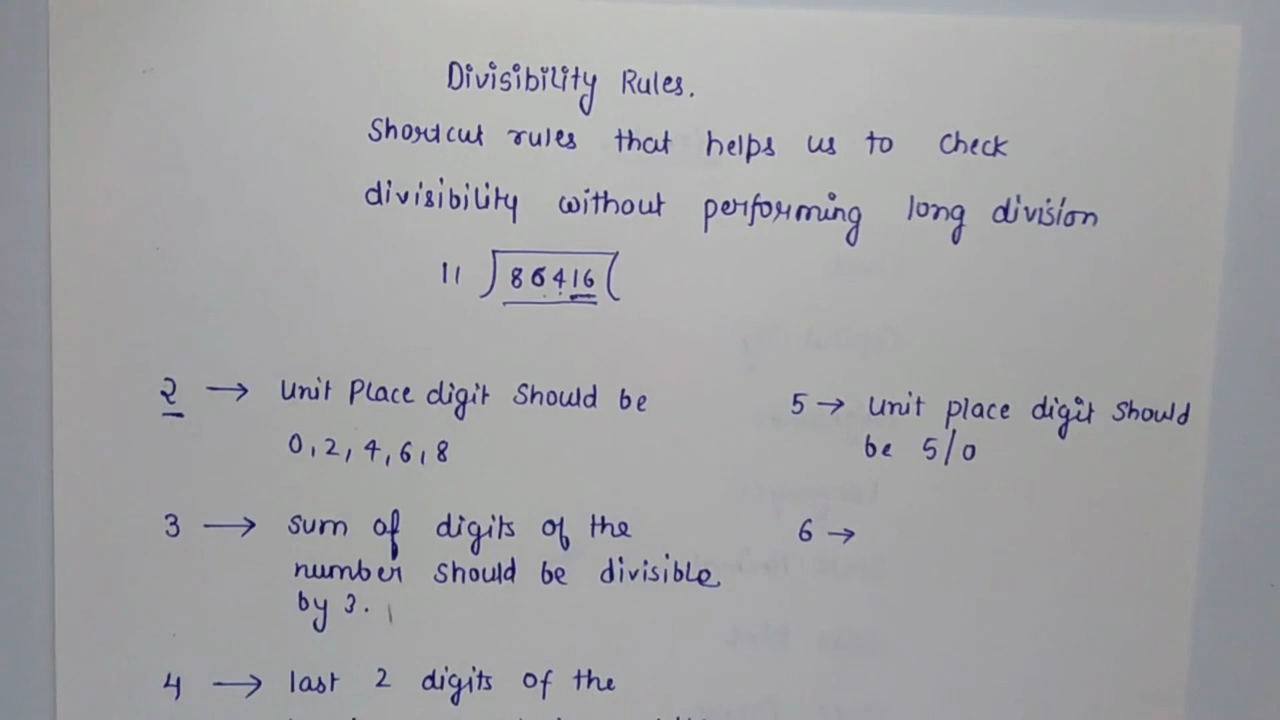 Divisibility Rules.
Shortcut rules that helps us to check
divisibility without performing long division
11 ) 86416 (
2 → Unit Place digit Should be
0, 2, 4, 6, 8
3 → sum of digits of the
number should be divisible
by 3.
4 → last 2 digits of the
5 → Unit place digit Should
be 5/0
6 →